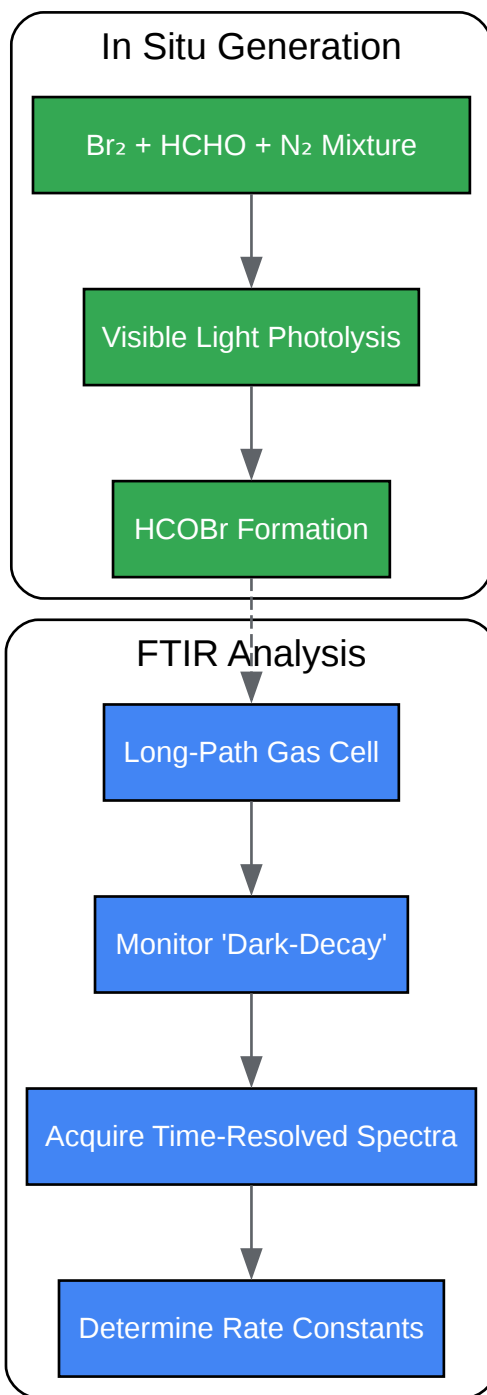 In Situ Generation
Br₂ + HCHO + N₂ Mixture
Visible Light Photolysis
HCOBr Formation
FTIR Analysis
Long-Path Gas Cell
Monitor 'Dark-Decay'
Acquire Time-Resolved Spectra
Determine Rate Constants